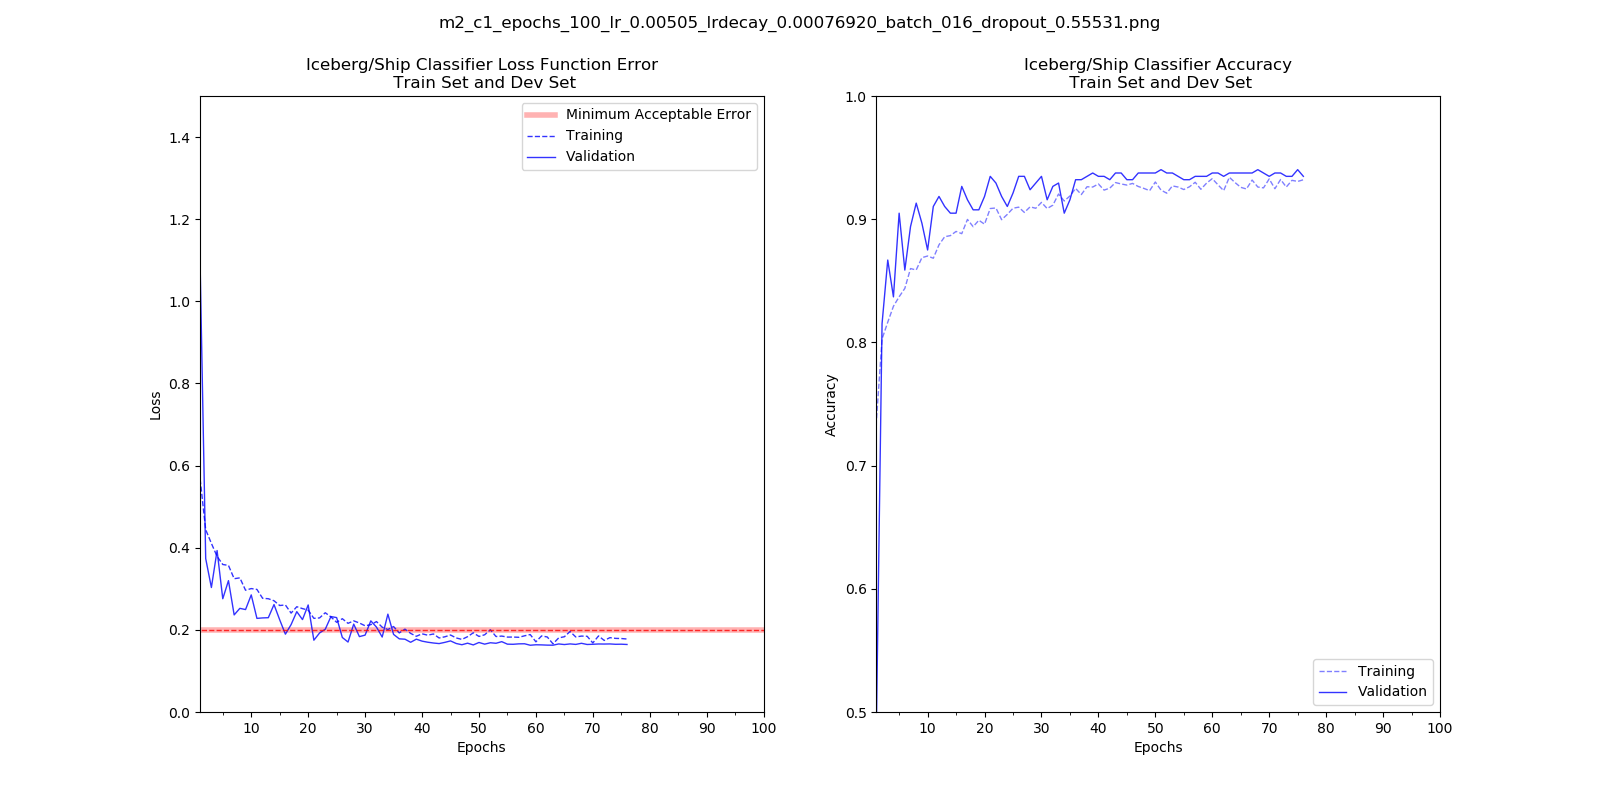 m2_c1_epochs_100_lr_0.00505_lrdecay_0.00076920_batch_016_dropout_0.55531.png
Iceberg/Ship Classifier Loss Function Error
Train Set and Dev Set
1.4
1.2
1.0
0.8
0.6
0.4
0.2
0.0
Loss
Minimum Acceptable Error
Training
Validation
10 20 30 40 50 60 70 80 90 100
Epochs
Iceberg/Ship Classifier Accuracy
Train Set and Dev Set
1.0
0.9
0.8
0.7
0.6
0.5
Accuracy
Training
Validation
10 20 30 40 50 60 70 80 90 100
Epochs